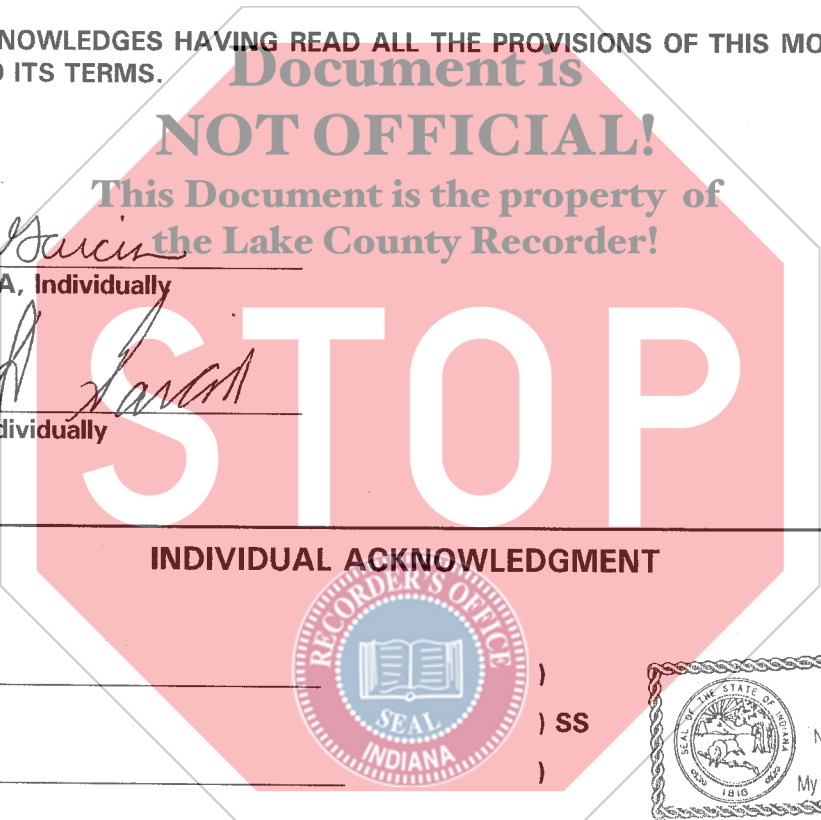 NOWLEDGES HAVING READ ALL THE PROVISIONS OF THIS MO
ITS TERMS.
Document is
NOT OFFICIAL!
This Document is the property of
the Lake County Recorder!
Garcia
A, Individually
STOP
dividually
INDIVIDUAL ACKNOWLEDGMENT
RECORDER'S OFFICE
SEAL
INDIANA
)
) SS
)
SEAL OF THE STATE OF INDIANA
1816
N
My